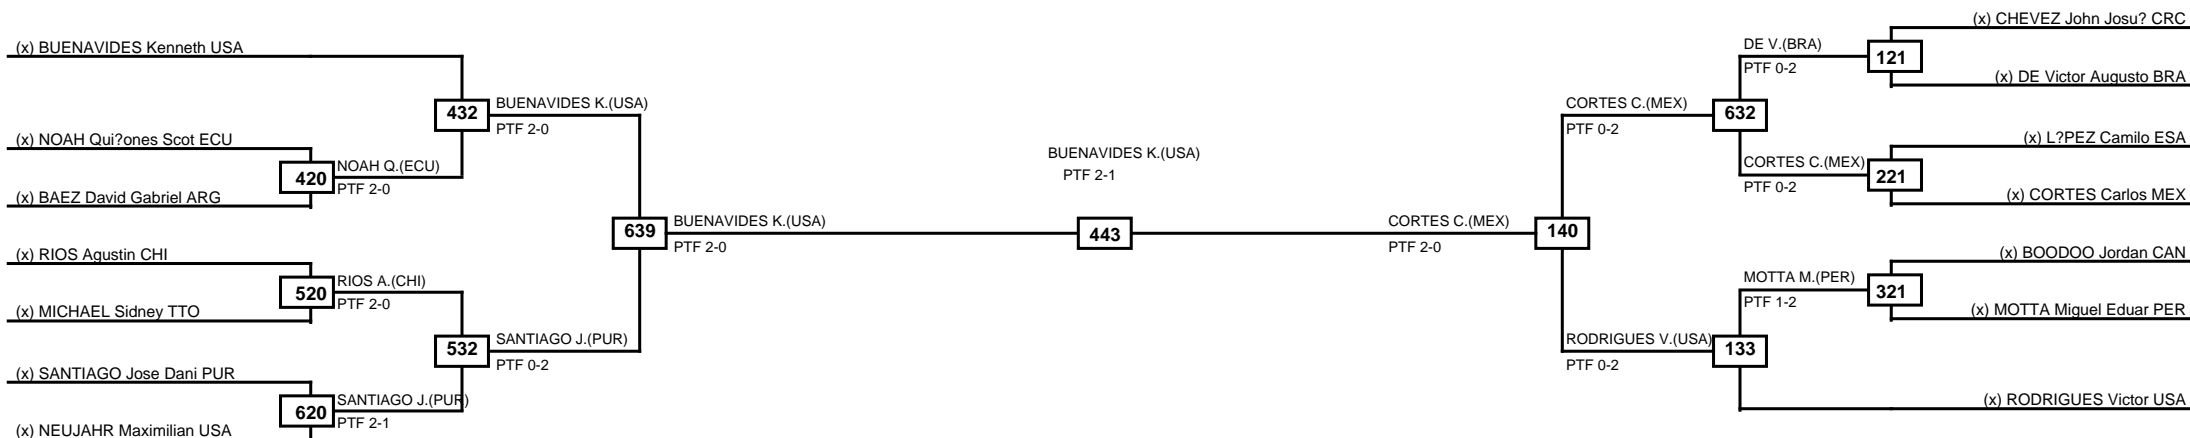 (x) CHEVEZ John Josu? CRC
(x) BUENAVIDES Kenneth USA
DE V.(BRA)
121
PTF 0-2
(x) DE Victor Augusto BRA
432
BUENAVIDES K.(USA)
PTF 2-0
CORTES C.(MEX)
PTF 0-2
632
(x) NOAH Qui?ones Scot ECU
(x) L?PEZ Camilo ESA
BUENAVIDES K.(USA)
PTF 2-1
420
NOAH Q.(ECU)
PTF 2-0
CORTES C.(MEX)
PTF 0-2
221
(x) BAEZ David Gabriel ARG
(x) CORTES Carlos MEX
639
BUENAVIDES K.(USA)
PTF 2-0
443
CORTES C.(MEX)
PTF 2-0
140
(x) RIOS Agustin CHI
(x) BOODOO Jordan CAN
520
RIOS A.(CHI)
PTF 2-0
MOTTA M.(PER)
PTF 1-2
321
(x) MICHAEL Sidney TTO
(x) MOTTA Miguel Eduar PER
532
SANTIAGO J.(PUR)
PTF 0-2
RODRIGUES V.(USA)
PTF 0-2
133
(x) SANTIAGO Jose Dani PUR
620
SANTIAGO J.(PUR)
PTF 2-1
(x) RODRIGUES Victor USA
(x) NEUJAHR Maximilian USA